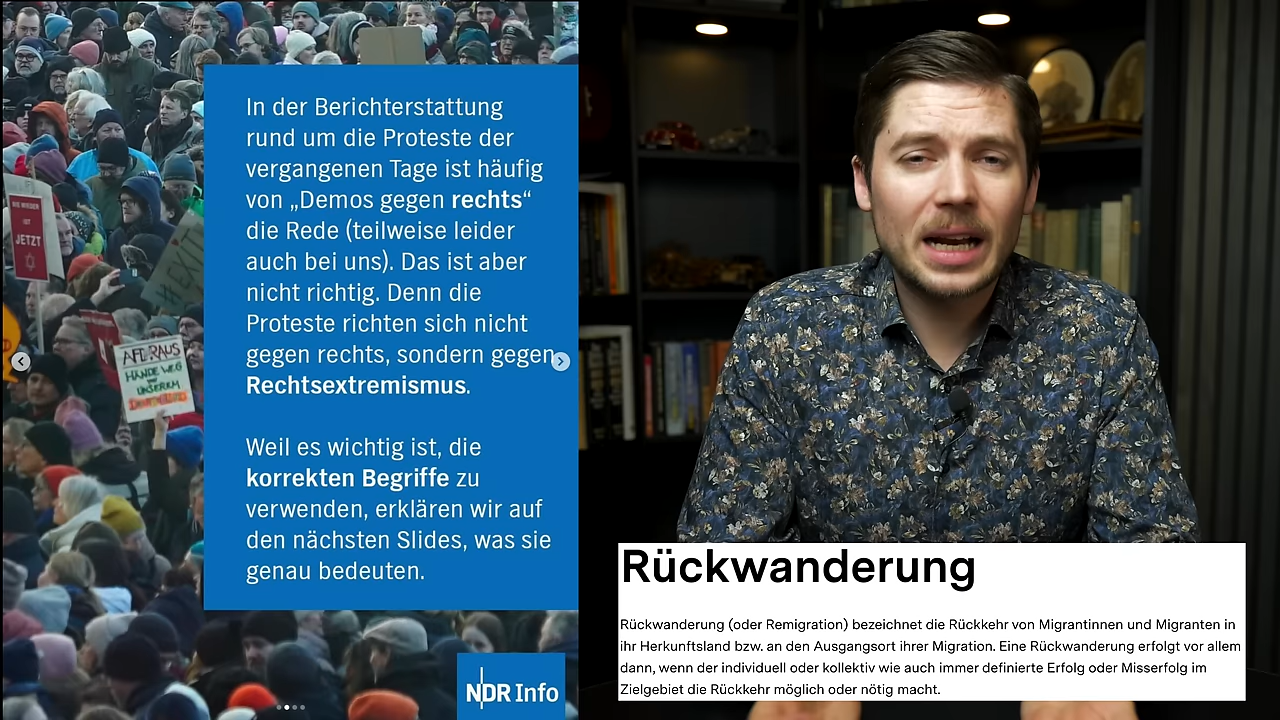 In der Berichterstattung
rund um die Proteste der
vergangenen Tage ist häufig
von „Demos gegen rechts“
die Rede (teilweise leider
auch bei uns). Das ist aber
nicht richtig. Denn die
Proteste richten sich nicht
gegen rechts, sondern gegen
Rechtsextremismus.
Weil es wichtig ist, die
korrekten Begriffe zu
verwenden, erklären wir auf
den nächsten Slides, was sie
genau bedeuten.
NDR Info
NIE WIEDER
IST
JETZT
AFD RAUS
HÄNDE WEG
VON
UNSEREM
Rückwanderung
Rückwanderung (oder Remigration) bezeichnet die Rückkehr von Migrantinnen und Migranten in
ihr Herkunftsland bzw. an den Ausgangsort ihrer Migration. Eine Rückwanderung erfolgt vor allem
dann, wenn der individuell oder kollektiv wie auch immer definierte Erfolg oder Misserfolg im
Zielgebiet die Rückkehr möglich oder nötig macht.